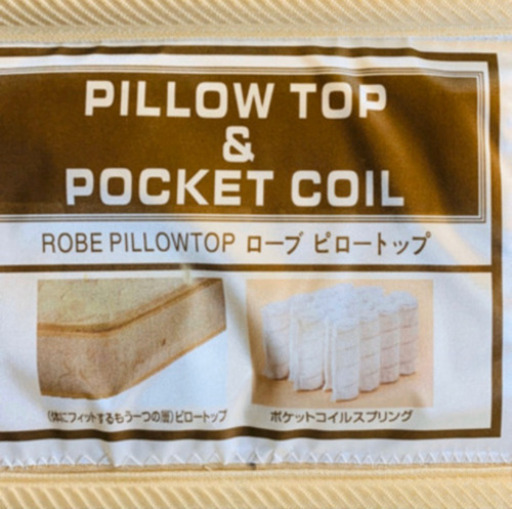 PILLOW TOP
&
POCKET COIL
ROBE PILLOWTOP ローブ ピロートップ
(体にフィットするもう一つの層)ピロートップ
ポケットコイルスプリング